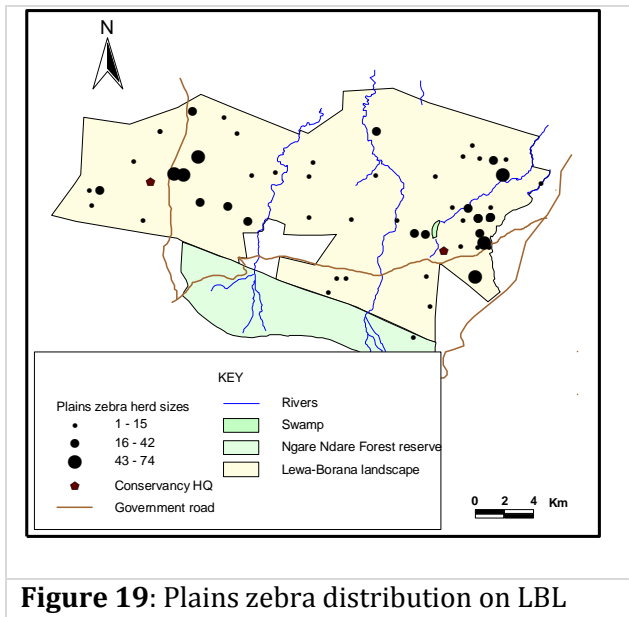 N
KEY
Plains zebra herd sizes
1 - 15
16 - 42
43 - 74
Conservancy HQ
Government road
Rivers
Swamp
Ngare Ndare Forest reserve
Lewa-Borana landscape
0 2 4 Km
Figure 19: Plains zebra distribution on LBL